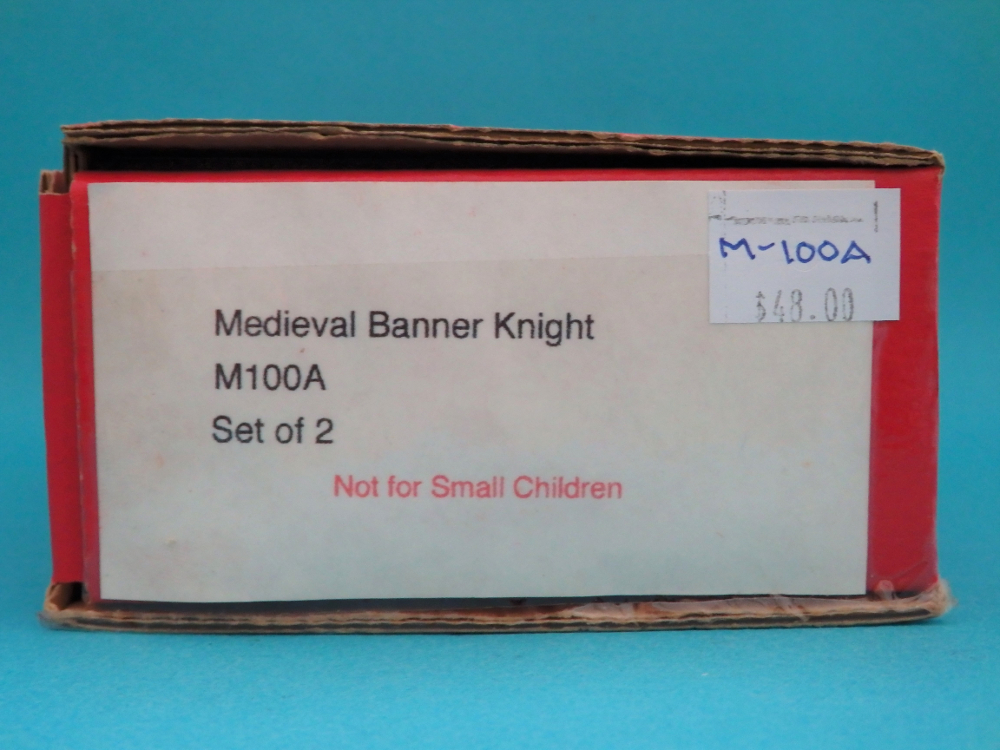 M-100A
$48.00
Medieval Banner Knight
M100A
Set of 2
Not for Small Children